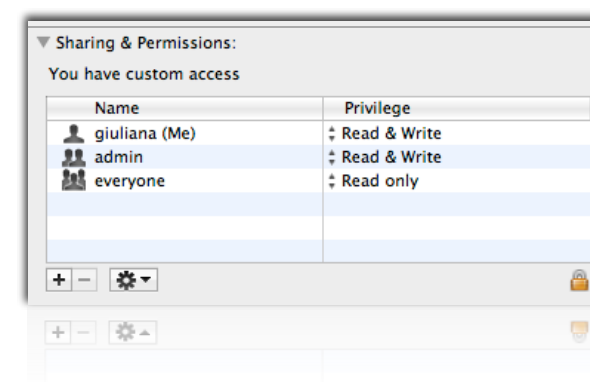 Sharing & Permissions:
You have custom access
Name Privilege
giuliana (Me) Read & Write
admin Read & Write
everyone Read only